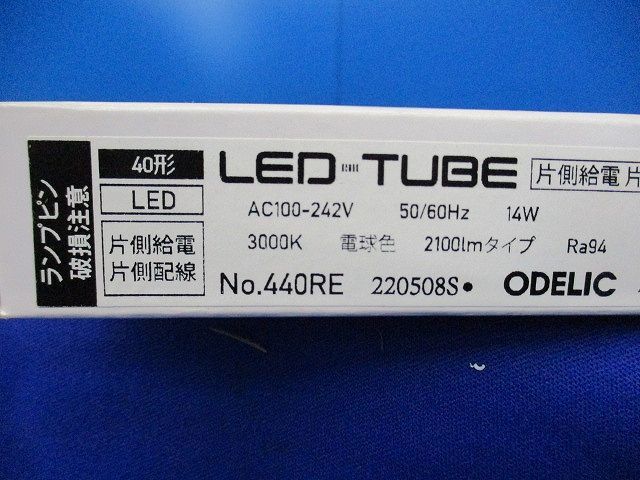 ランプピン
破損注意
40形
LED
片側給電
片側配線
LED-TUBE 片側給電 片
AC100-242V 50/60Hz 14W
3000K 電球色 2100lmタイプ Ra94
No.440RE 220508S• ODELIC